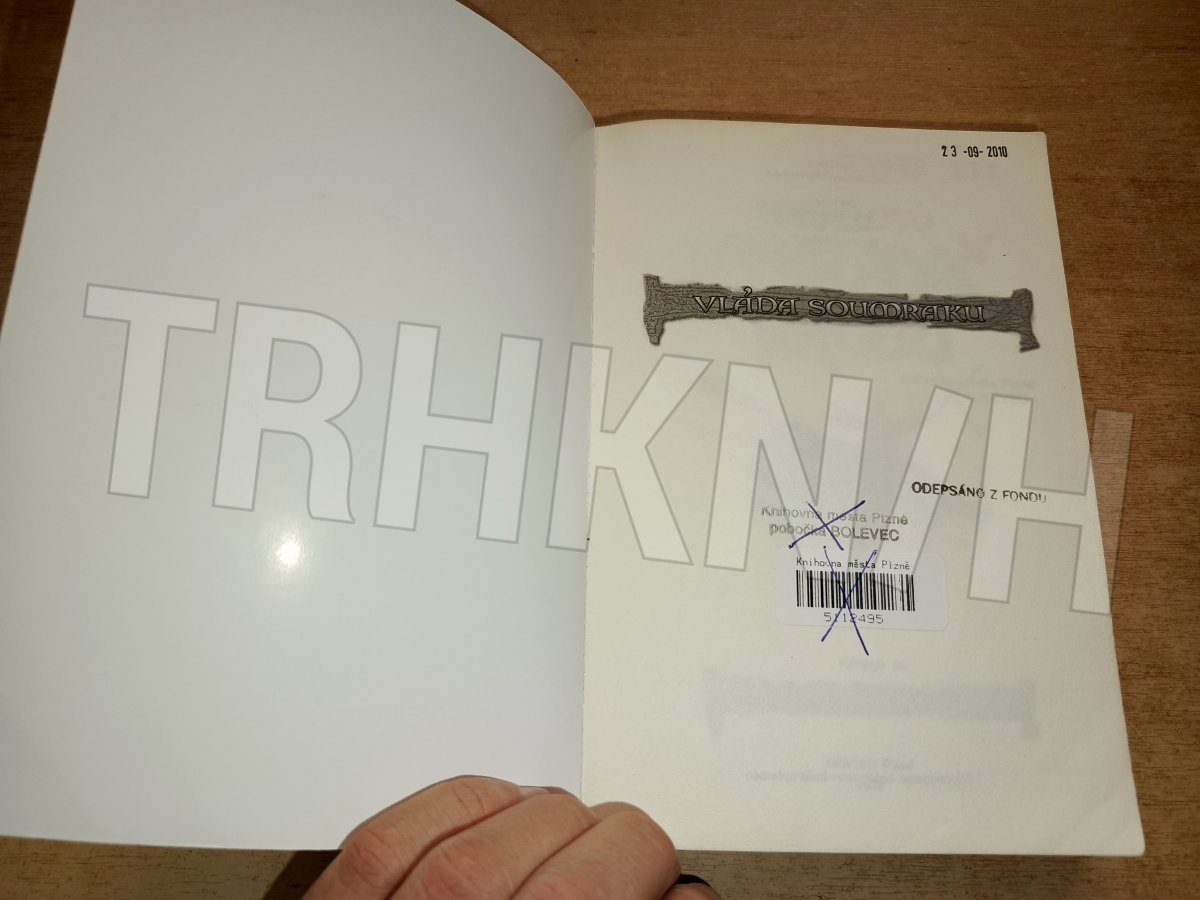 23 -09- 2010
VLÁDA SOUMRAKU
TRHKNIH
ODEPSÁNO Z FONDU
Knihovna města Plzně
pobočka BOLEVEC
Knihovna města Plzně
5112495